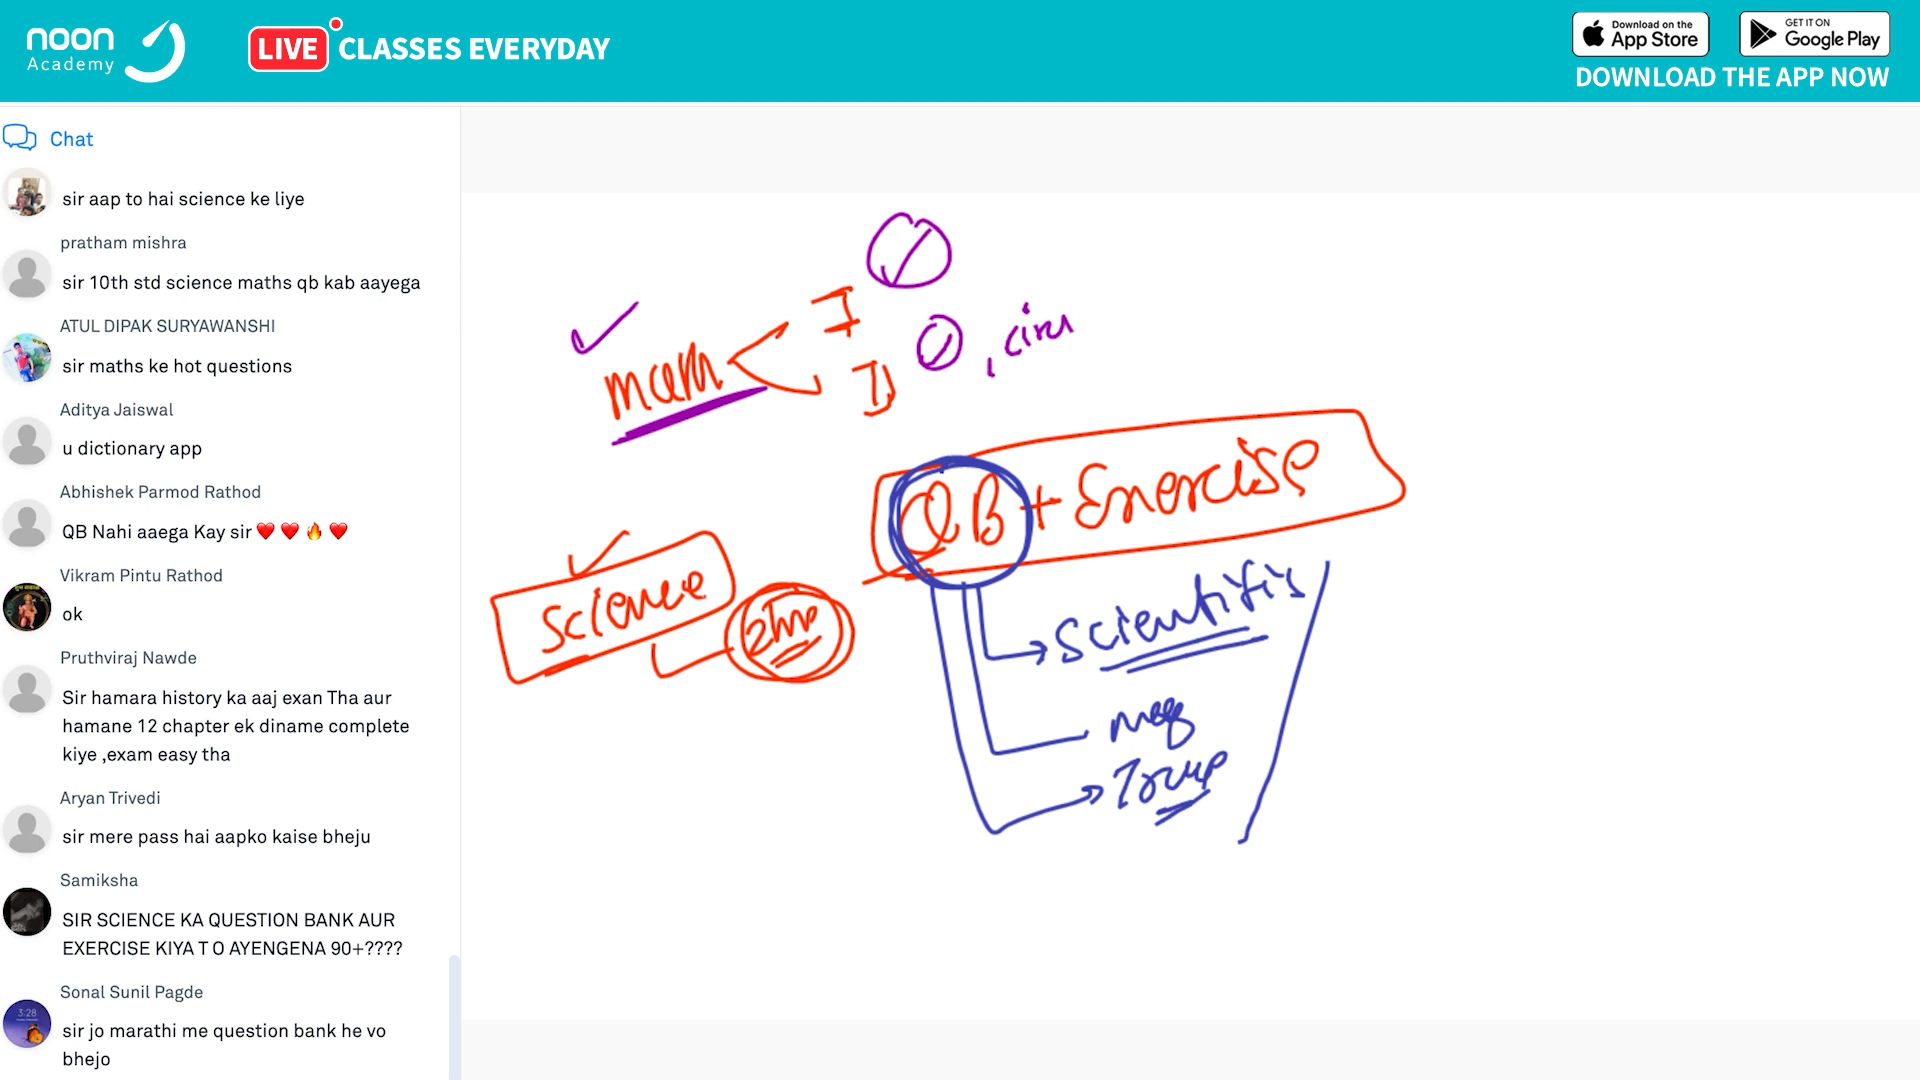 noon
Academy
LIVE CLASSES EVERYDAY
Download on the
App Store
GET IT ON
Google Play
DOWNLOAD THE APP NOW
Chat
sir aap to hai science ke liye
pratham mishra
sir 10th std science maths qb kab aayega
ATUL DIPAK SURYAWANSHI
sir maths ke hot questions
Aditya Jaiswal
u dictionary app
Abhishek Parmod Rathod
QB Nahi aaega Kay sir❤️ ❤️ 🔥 ❤️
Vikram Pintu Rathod
ok
Pruthviraj Nawde
Sir hamara history ka aaj exan Tha aur
hamane 12 chapter ek diname complete
kiye ,exam easy tha
Aryan Trivedi
sir mere pass hai aapko kaise bheju
Samiksha
SIR SCIENCE KA QUESTION BANK AUR
EXERCISE KIYA T O AYENGENA 90+????
Sonal Sunil Pagde
3:28
sir jo marathi me question bank he vo
bhejo
I
II
QB + Exercise
Science
2hr